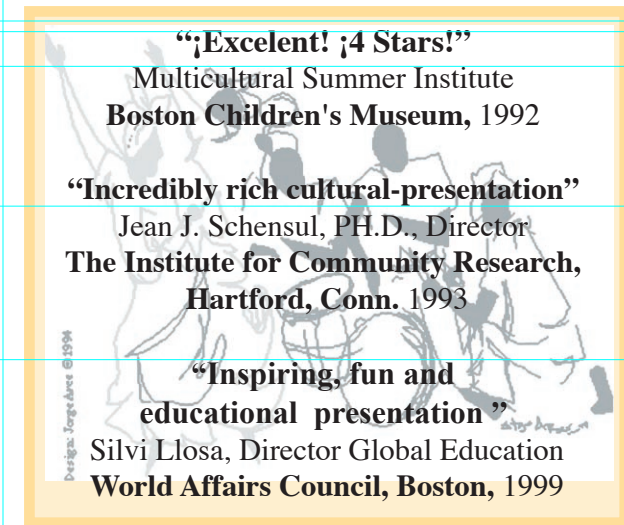 “¡Excelent! ¡4 Stars!”
Multicultural Summer Institute
Boston Children's Museum, 1992
“Incredibly rich cultural-presentation”
Jean J. Schensul, PH.D., Director
The Institute for Community Research,
Hartford, Conn. 1993
“Inspiring, fun and
educational  presentation ”
Silvi Llosa, Director Global Education
World Affairs Council, Boston, 1999
Design: Jorge Arce ©1994